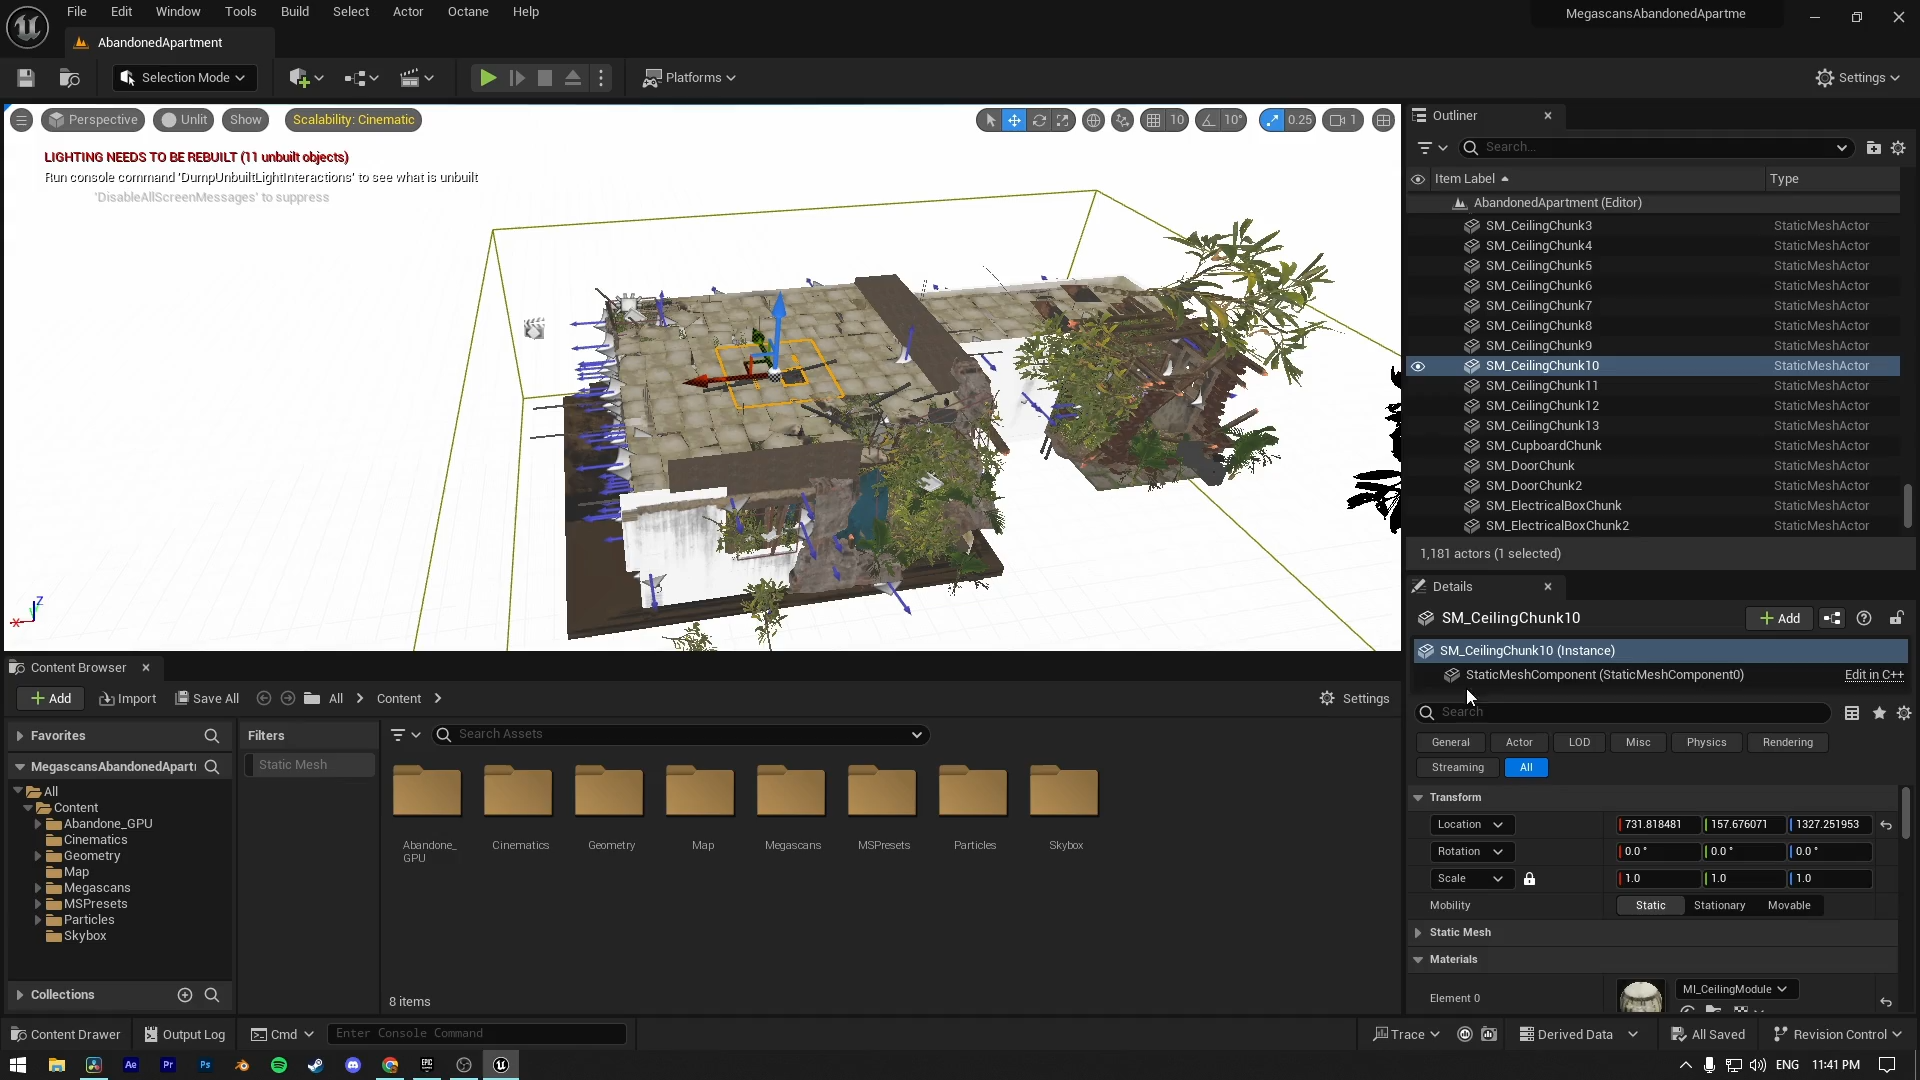 File Edit Window Tools Build Select Actor Octane Help
MegascansAbandonedApartme
AbandonedApartment
Selection Mode
Platforms
Settings
Perspective Unlit Show Scalability: Cinematic
10 10° 0.25 1
LIGHTING NEEDS TO BE REBUILT (11 unbuilt objects)
Run console command 'DumpUnbuiltLightInteractions' to see what is unbuilt
'DisableAllScreenMessages' to suppress
Z
X
Outliner
Search...
Item Label Type
AbandonedApartment (Editor)
SM_CeilingChunk3 StaticMeshActor
SM_CeilingChunk4 StaticMeshActor
SM_CeilingChunk5 StaticMeshActor
SM_CeilingChunk6 StaticMeshActor
SM_CeilingChunk7 StaticMeshActor
SM_CeilingChunk8 StaticMeshActor
SM_CeilingChunk9 StaticMeshActor
SM_CeilingChunk10 StaticMeshActor
SM_CeilingChunk11 StaticMeshActor
SM_CeilingChunk12 StaticMeshActor
SM_CeilingChunk13 StaticMeshActor
SM_CupboardChunk StaticMeshActor
SM_DoorChunk StaticMeshActor
SM_DoorChunk2 StaticMeshActor
SM_ElectricalBoxChunk StaticMeshActor
SM_ElectricalBoxChunk2 StaticMeshActor
1,181 actors (1 selected)
Details
SM_CeilingChunk10
Add
SM_CeilingChunk10 (Instance)
StaticMeshComponent (StaticMeshComponent0) Edit in C++
Search
General Actor LOD Misc Physics Rendering
Streaming All
Transform
Location 731.818481 157.676071 1327.251953
Rotation 0.0 ° 0.0 ° 0.0 °
Scale 1.0 1.0 1.0
Mobility Static Stationary Movable
Static Mesh
Materials
Element 0 MI_CeilingModule
Content Browser
Add Import Save All All Content Settings
Favorites
MegascansAbandonedAparti
All
Content
Abandone_GPU
Cinematics
Geometry
Map
Megascans
MSPresets
Particles
Skybox
Collections
Filters
Static Mesh
Search Assets
Abandone_
GPU
Cinematics
Geometry
Map
Megascans
MSPresets
Particles
Skybox
8 items
Content Drawer Output Log Cmd Enter Console Command Trace Derived Data All Saved Revision Control
Ae Pr Ps EPIC ENG 11:41 PM